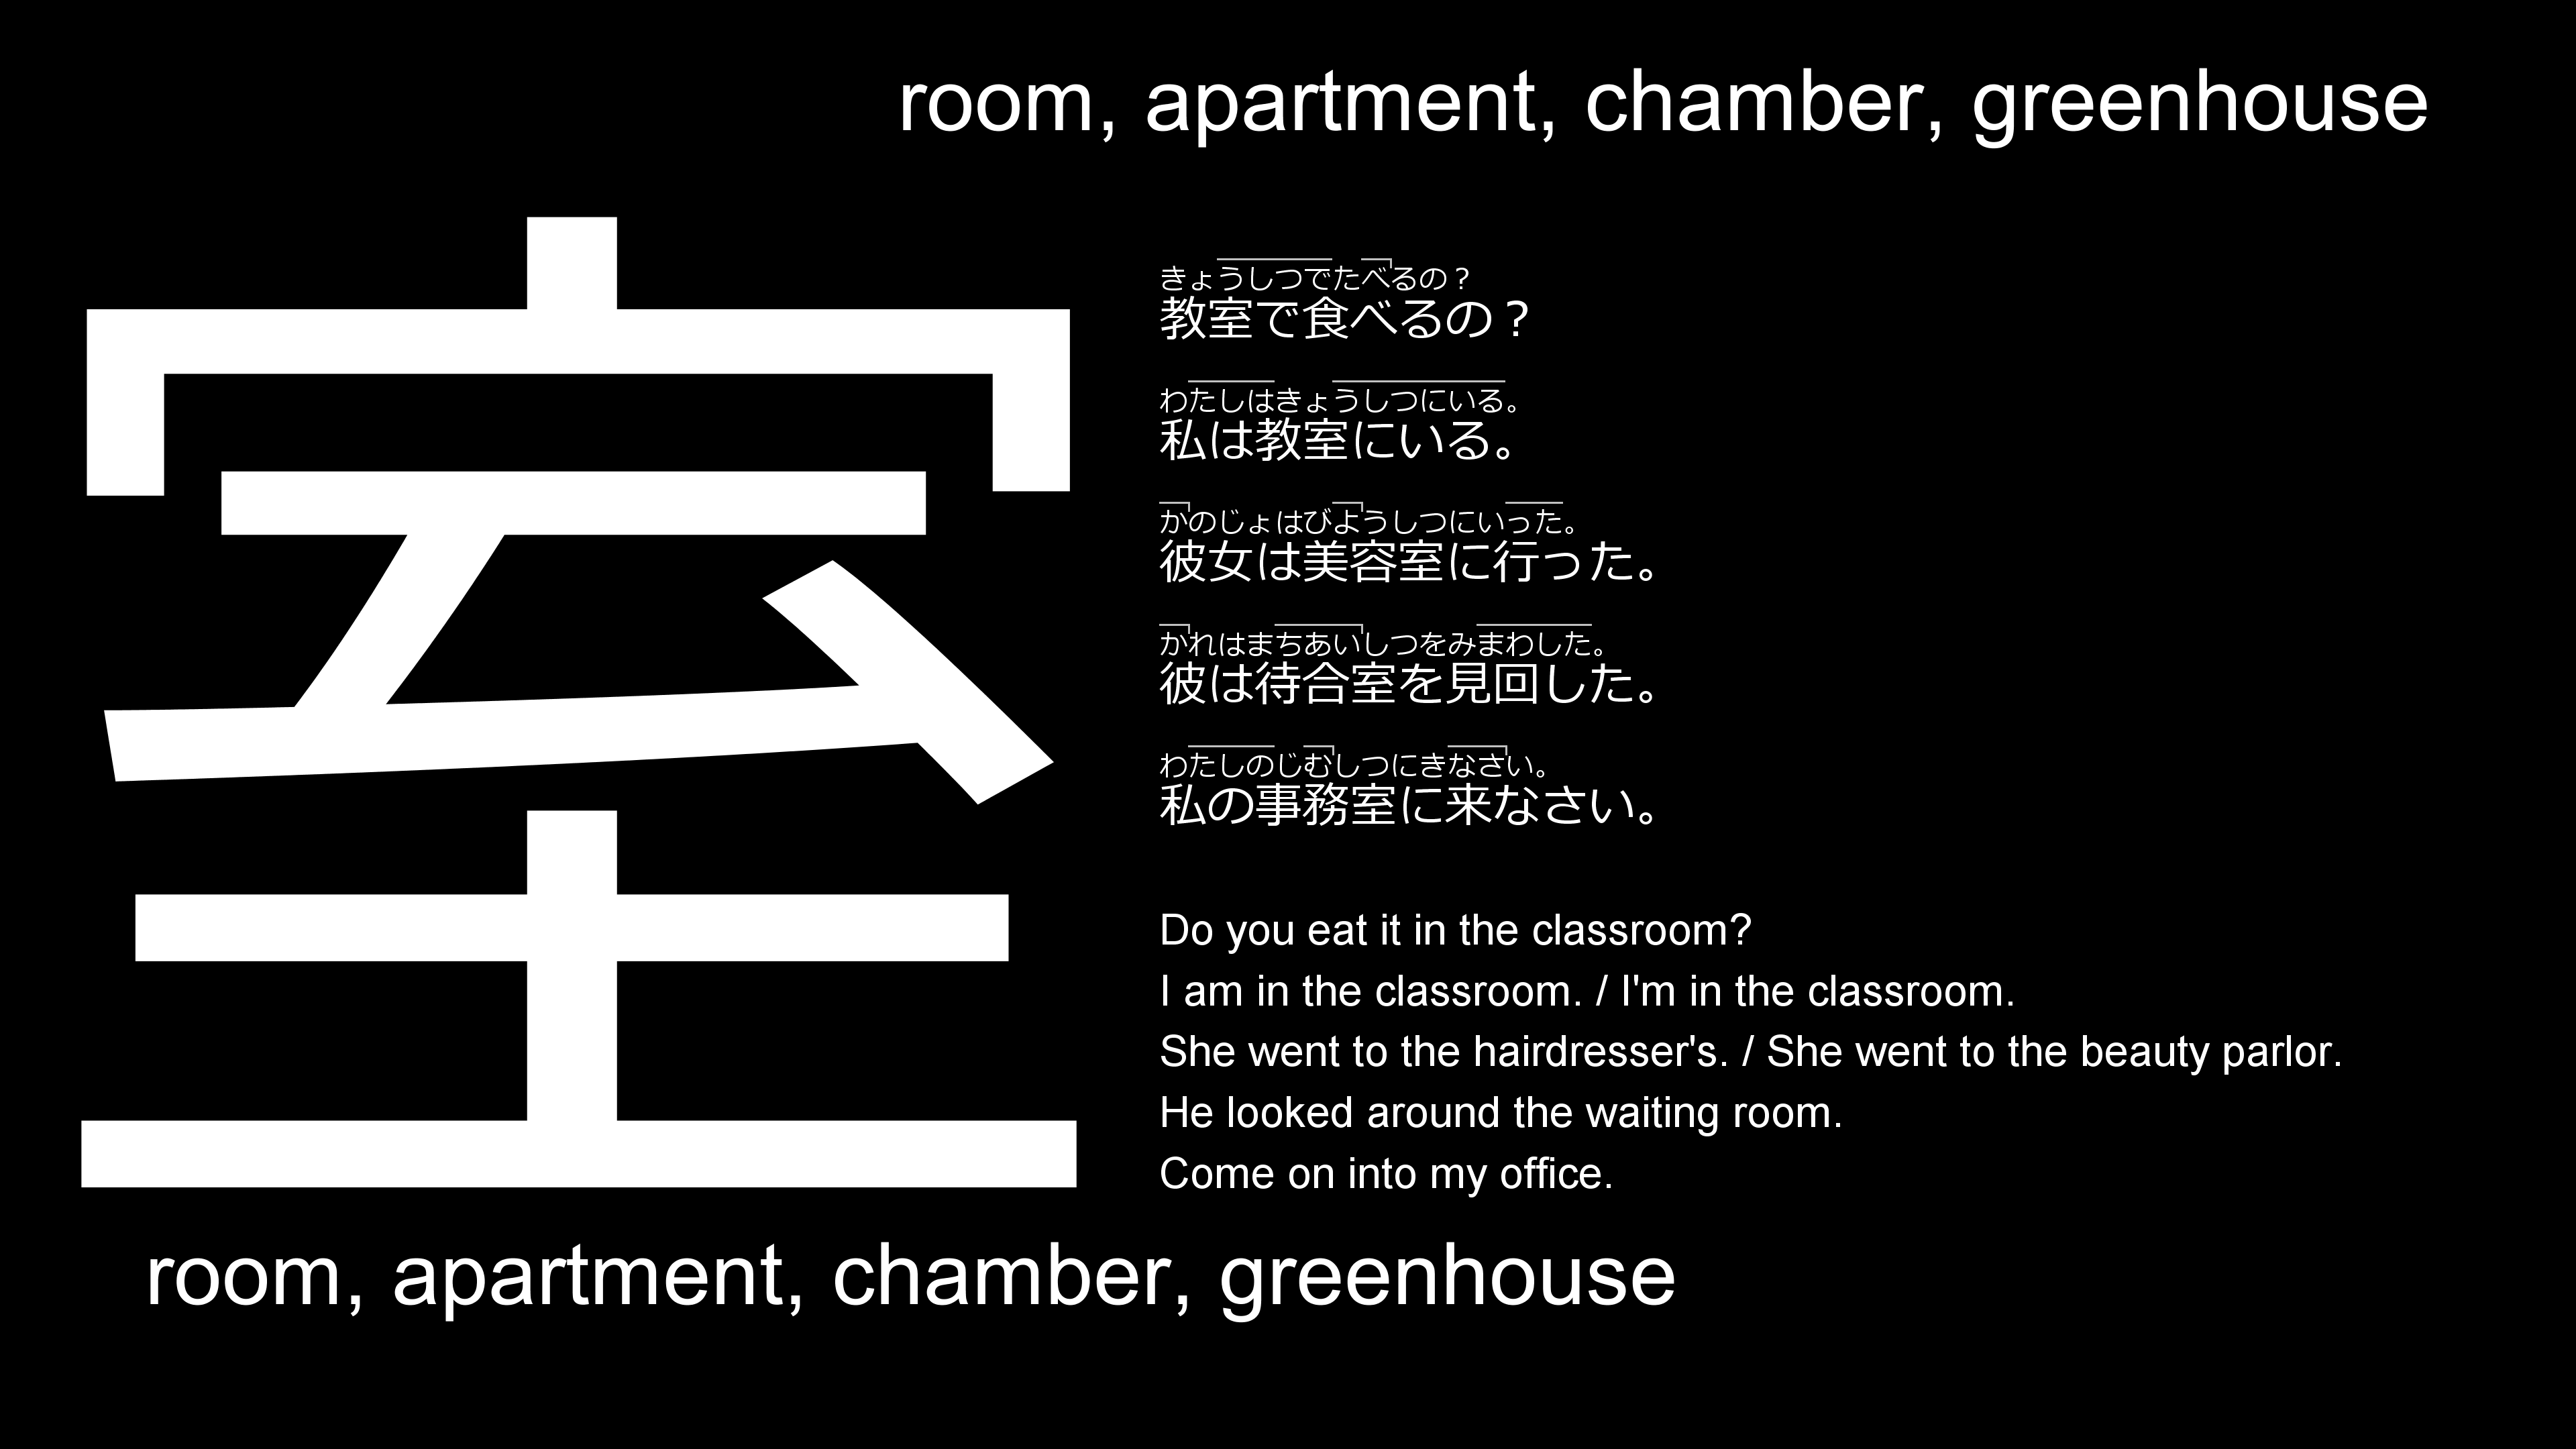 room, apartment, chamber, greenhouse
室
きょうしつでたべるの？
教室で食べるの？
わたしはきょうしつにいる。
私は教室にいる。
かのじょはびようしつにいった。
彼女は美容室に行った。
かれはまちあいしつをみまわした。
彼は待合室を見回した。
わたしのじむしつにきなさい。
私の事務室に来なさい。
Do you eat it in the classroom?
I am in the classroom. / I'm in the classroom.
She went to the hairdresser's. / She went to the beauty parlor.
He looked around the waiting room.
Come on into my office.
room, apartment, chamber, greenhouse